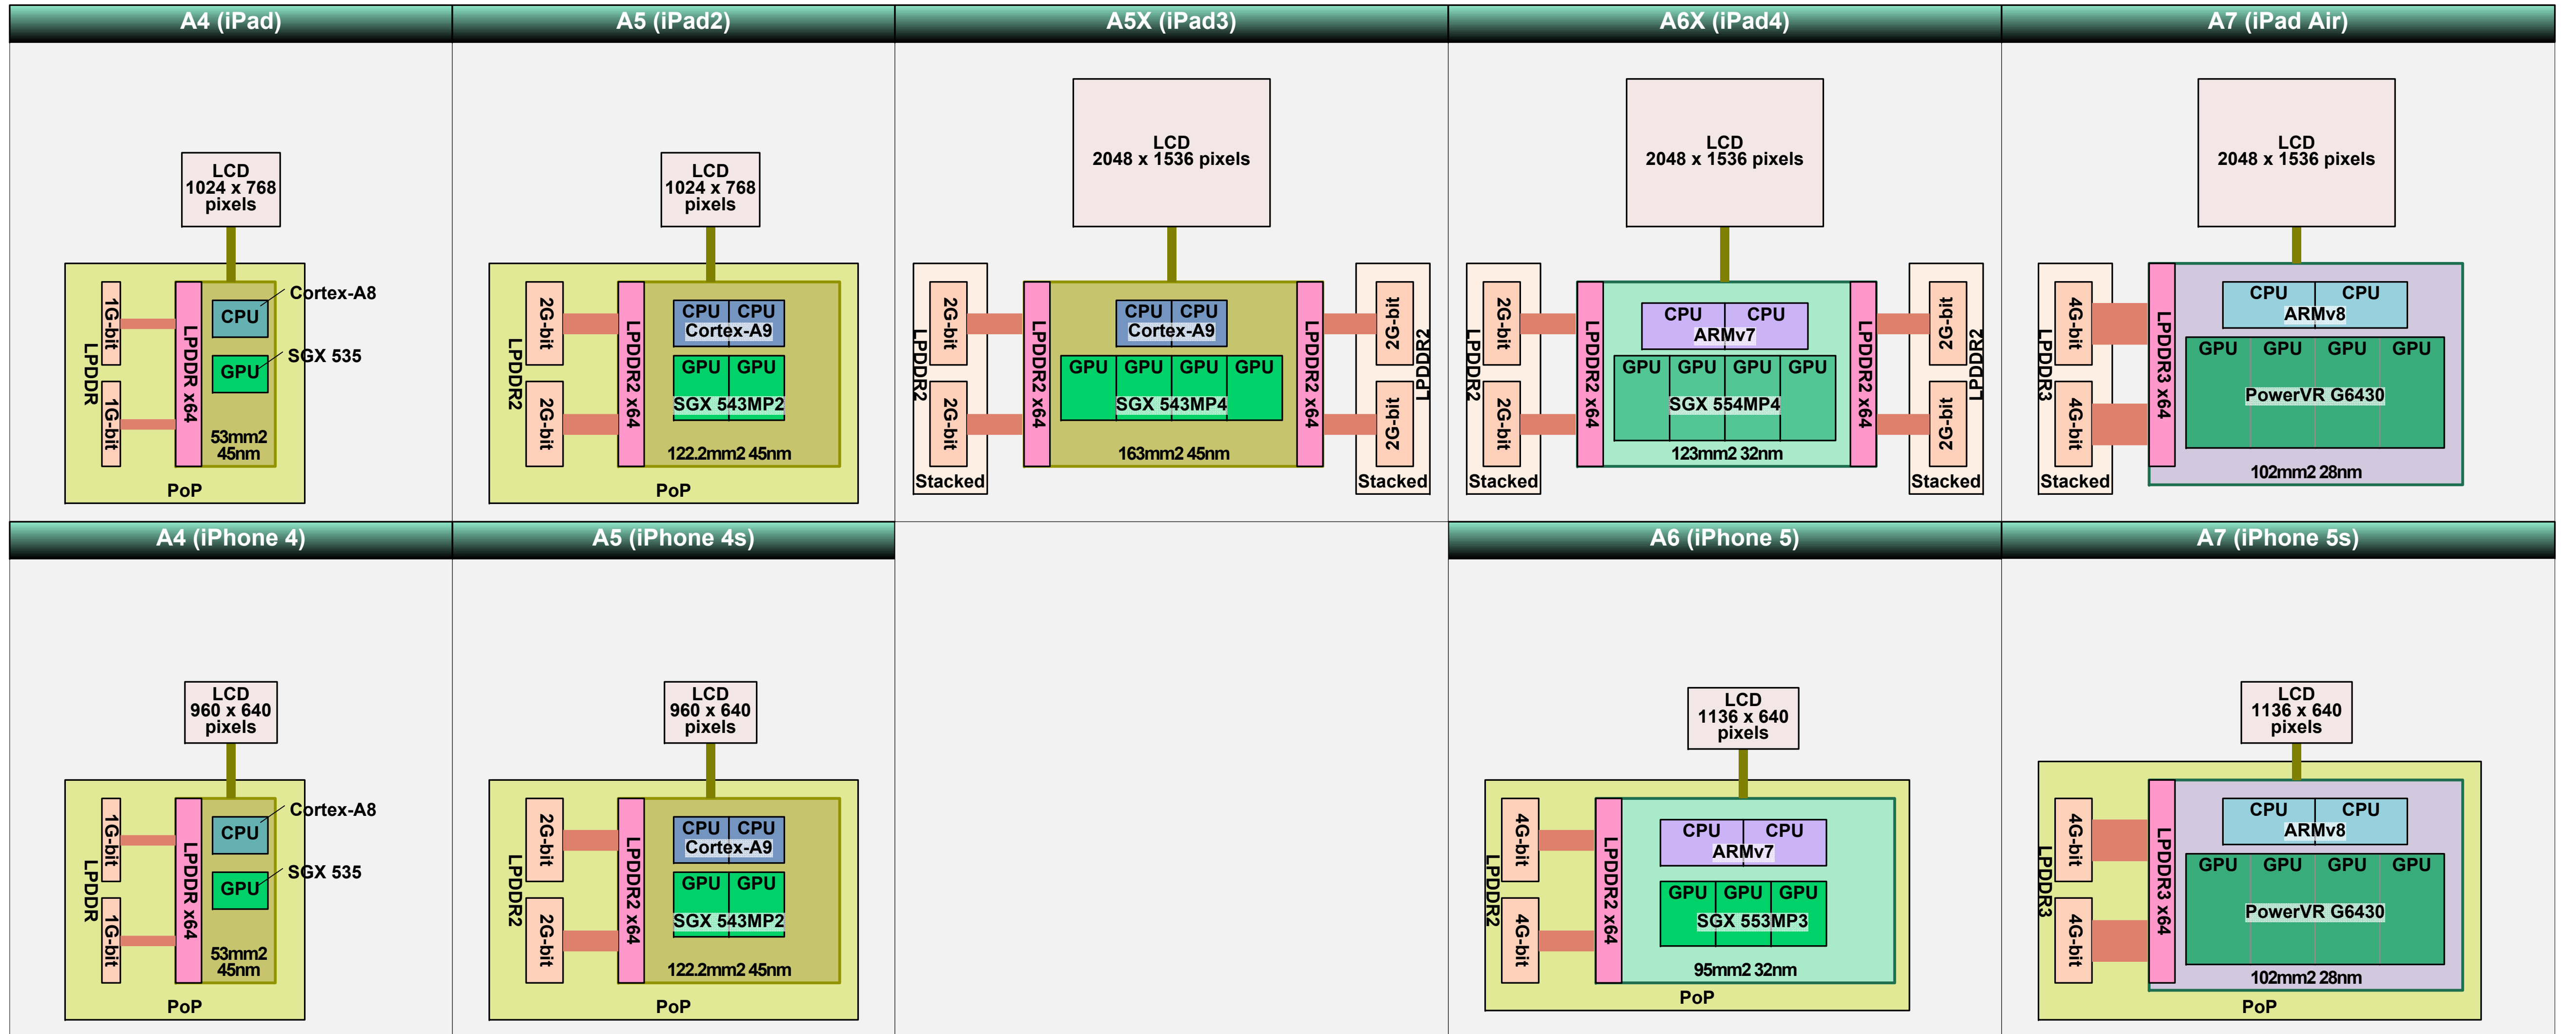 A4 (iPad)
LCD
1024 x 768
pixels
Cortex-A8
CPU
SGX 535
GPU
1G-bit
1G-bit
LPDDR
LPDDR x64
53mm2
45nm
PoP
A5 (iPad2)
LCD
1024 x 768
pixels
2G-bit
2G-bit
LPDDR2
LPDDR2 x64
CPU CPU
Cortex-A9
GPU GPU
SGX 543MP2
122.2mm2 45nm
PoP
A5X (iPad3)
LCD
2048 x 1536 pixels
LPDDR2
2G-bit
2G-bit
Stacked
LPDDR2 x64
CPU CPU
Cortex-A9
GPU GPU GPU GPU
SGX 543MP4
163mm2 45nm
LPDDR2 x64
2G-bit
2G-bit
LPDDR2
Stacked
A6X (iPad4)
LCD
2048 x 1536 pixels
LPDDR2
2G-bit
2G-bit
Stacked
LPDDR2 x64
CPU CPU
ARMv7
GPU GPU GPU GPU
SGX 554MP4
123mm2 32nm
LPDDR2 x64
2G-bit
2G-bit
LPDDR2
Stacked
A7 (iPad Air)
LCD
2048 x 1536 pixels
LPDDR3
4G-bit
4G-bit
Stacked
LPDDR3 x64
CPU CPU
ARMv8
GPU GPU GPU GPU
PowerVR G6430
102mm2 28nm
A4 (iPhone 4)
LCD
960 x 640
pixels
Cortex-A8
CPU
SGX 535
GPU
1G-bit
1G-bit
LPDDR
LPDDR x64
53mm2
45nm
PoP
A5 (iPhone 4s)
LCD
960 x 640
pixels
2G-bit
2G-bit
LPDDR2
LPDDR2 x64
CPU CPU
Cortex-A9
GPU GPU
SGX 543MP2
122.2mm2 45nm
PoP
A6 (iPhone 5)
LCD
1136 x 640
pixels
LPDDR2
4G-bit
4G-bit
LPDDR2 x64
CPU CPU
ARMv7
GPU GPU GPU
SGX 553MP3
95mm2 32nm
PoP
A7 (iPhone 5s)
LCD
1136 x 640
pixels
LPDDR3
4G-bit
4G-bit
LPDDR3 x64
CPU CPU
ARMv8
GPU GPU GPU GPU
PowerVR G6430
102mm2 28nm
PoP